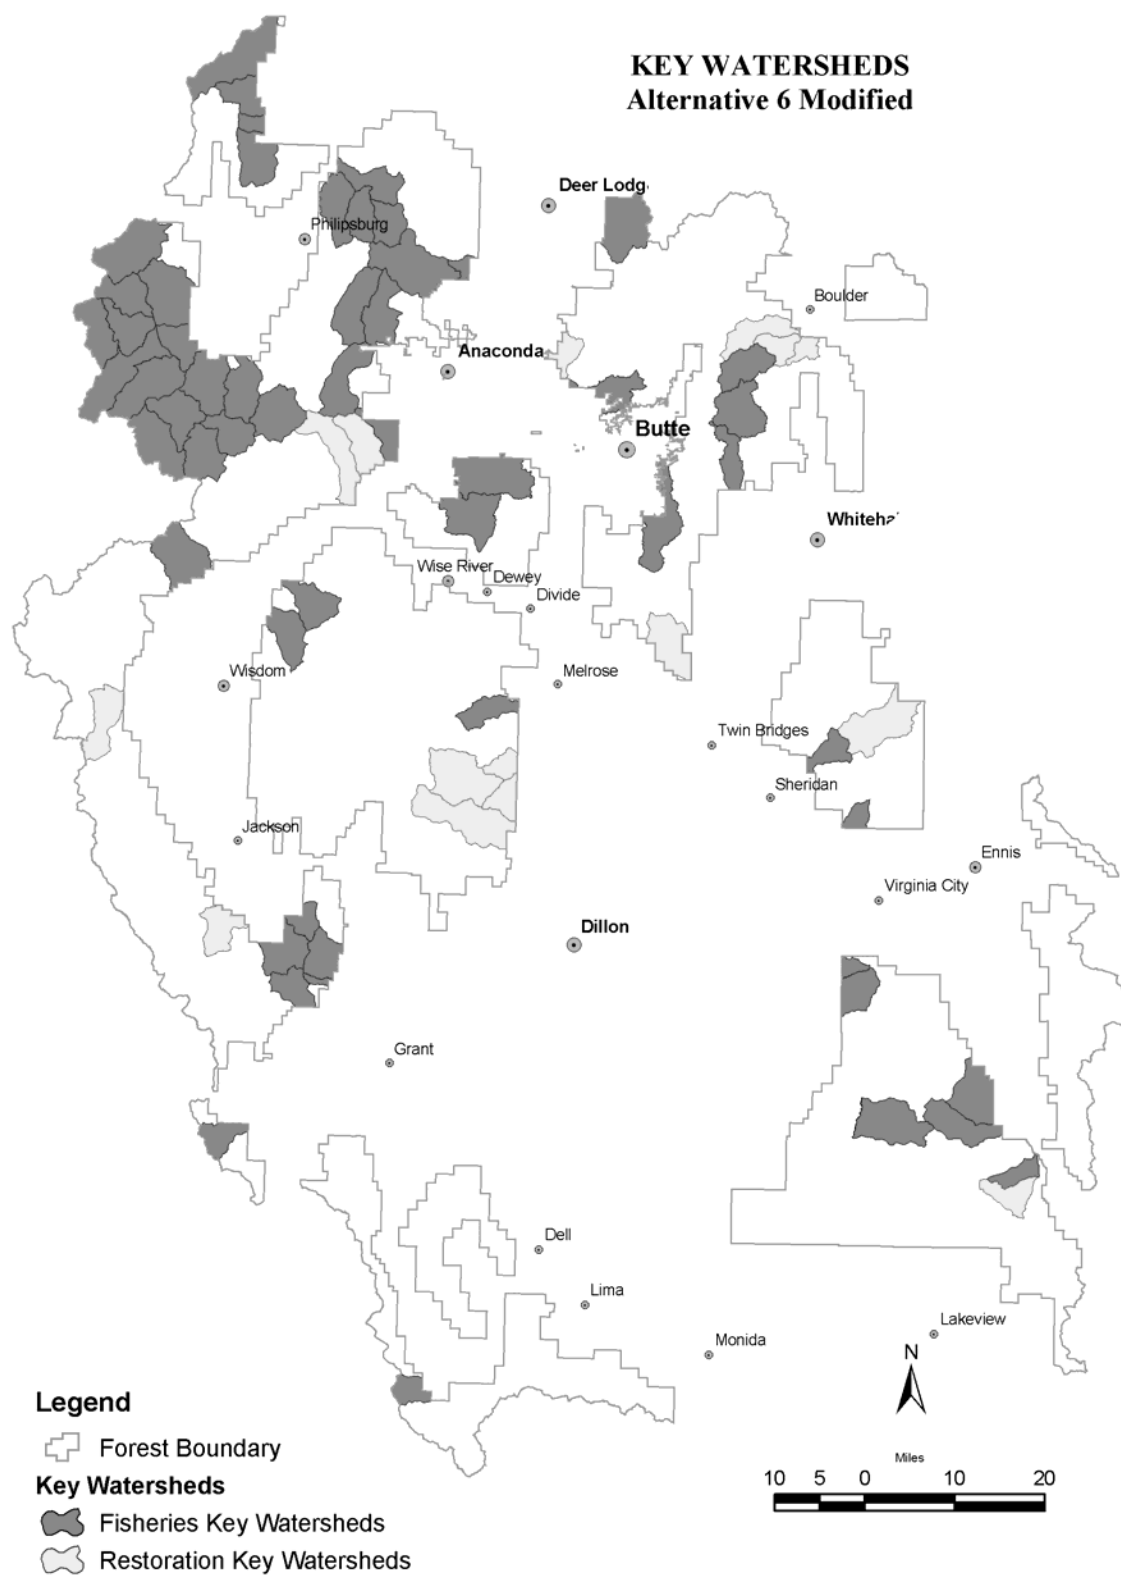 KEY WATERSHEDS
Alternative 6 Modified
Deer Lodg
Philipsburg
Boulder
Anaconda
Butte
Whiteha
Wise River
Dewey
Divide
Wisdom
Melrose
Twin Bridges
Sheridan
Jackson
Ennis
Virginia City
Dillon
Grant
Dell
Lima
Lakeview
Monida
N
Legend
Forest Boundary
Key Watersheds
Fisheries Key Watersheds
Restoration Key Watersheds
Miles
10 5 0 10 20